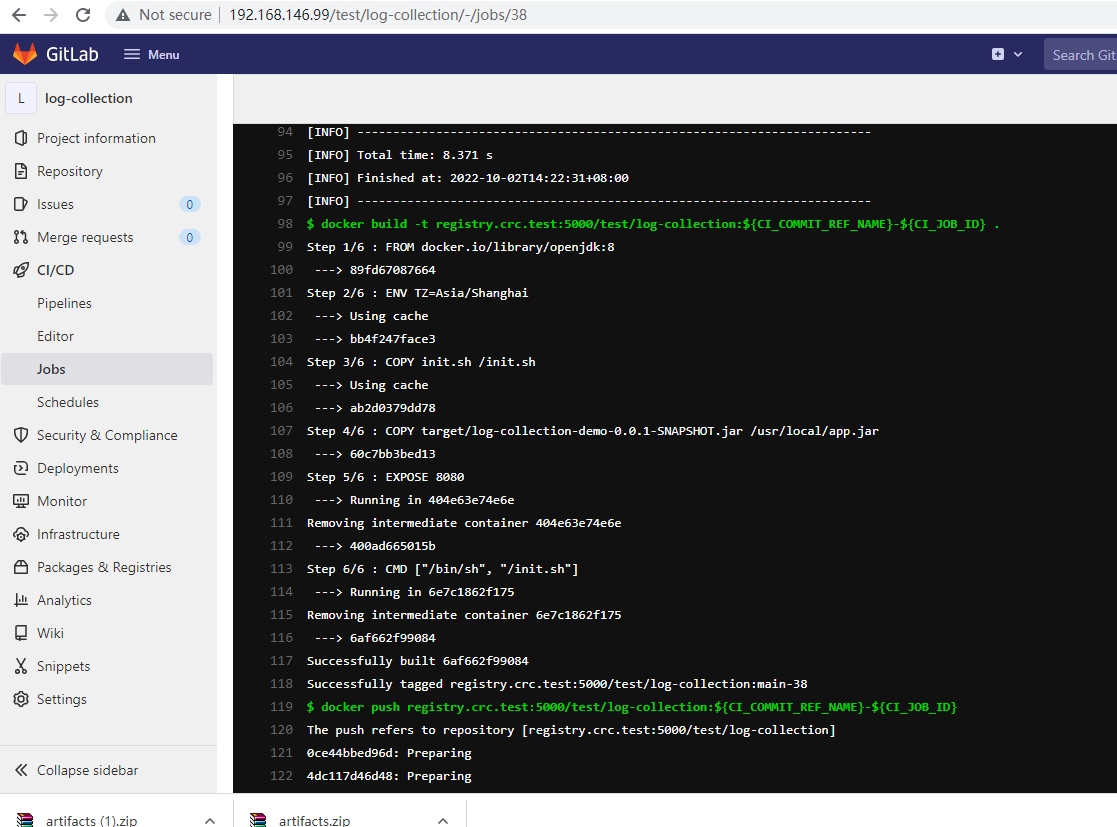 Not secure | 192.168.146.99/test/log-collection/-/jobs/38
GitLab
Menu
Search Git
L log-collection
Project information
Repository
Issues 0
Merge requests 0
CI/CD
Pipelines
Editor
Jobs
Schedules
Security & Compliance
Deployments
Monitor
Infrastructure
Packages & Registries
Analytics
Wiki
Snippets
Settings
Collapse sidebar
94 [INFO] ------------------------------------------------------------------------
95 [INFO] Total time: 8.371 s
96 [INFO] Finished at: 2022-10-02T14:22:31+08:00
97 [INFO] ------------------------------------------------------------------------
98 $ docker build -t registry.crc.test:5000/test/log-collection:${CI_COMMIT_REF_NAME}-${CI_JOB_ID} .
99 Step 1/6 : FROM docker.io/library/openjdk:8
100 ---> 89fd67087664
101 Step 2/6 : ENV TZ=Asia/Shanghai
102 ---> Using cache
103 ---> bb4f247face3
104 Step 3/6 : COPY init.sh /init.sh
105 ---> Using cache
106 ---> ab2d0379dd78
107 Step 4/6 : COPY target/log-collection-demo-0.0.1-SNAPSHOT.jar /usr/local/app.jar
108 ---> 60c7bb3bed13
109 Step 5/6 : EXPOSE 8080
110 ---> Running in 404e63e74e6e
111 Removing intermediate container 404e63e74e6e
112 ---> 400ad665015b
113 Step 6/6 : CMD ["/bin/sh", "/init.sh"]
114 ---> Running in 6e7c1862f175
115 Removing intermediate container 6e7c1862f175
116 ---> 6af662f99084
117 Successfully built 6af662f99084
118 Successfully tagged registry.crc.test:5000/test/log-collection:main-38
119 $ docker push registry.crc.test:5000/test/log-collection:${CI_COMMIT_REF_NAME}-${CI_JOB_ID}
120 The push refers to repository [registry.crc.test:5000/test/log-collection]
121 0ce44bbed96d: Preparing
122 4dc117d46d48: Preparing
artifacts (1).zip
artifacts.zip